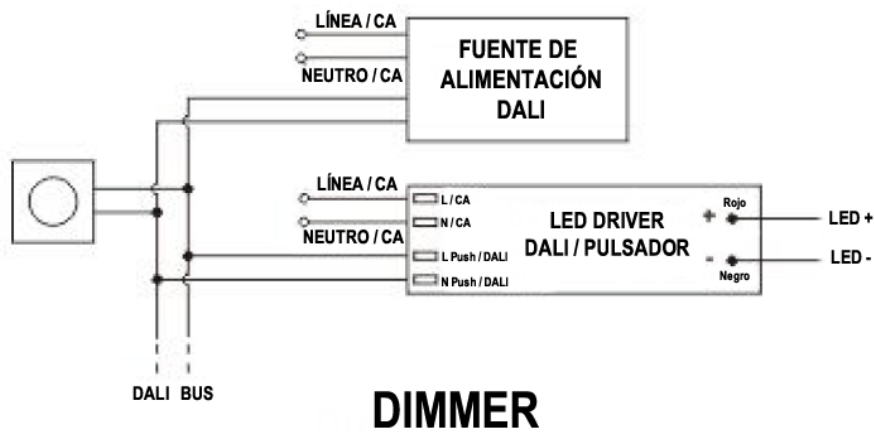 LÍNEA / CA
NEUTRO / CA
FUENTE DE
ALIMENTACIÓN
DALI
LÍNEA / CA
NEUTRO / CA
L / CA
N / CA
L Push / DALI
N Push / DALI
LED DRIVER
DALI / PULSADOR
Rojo
+
-
Negro
LED +
LED -
DALI BUS
DIMMER